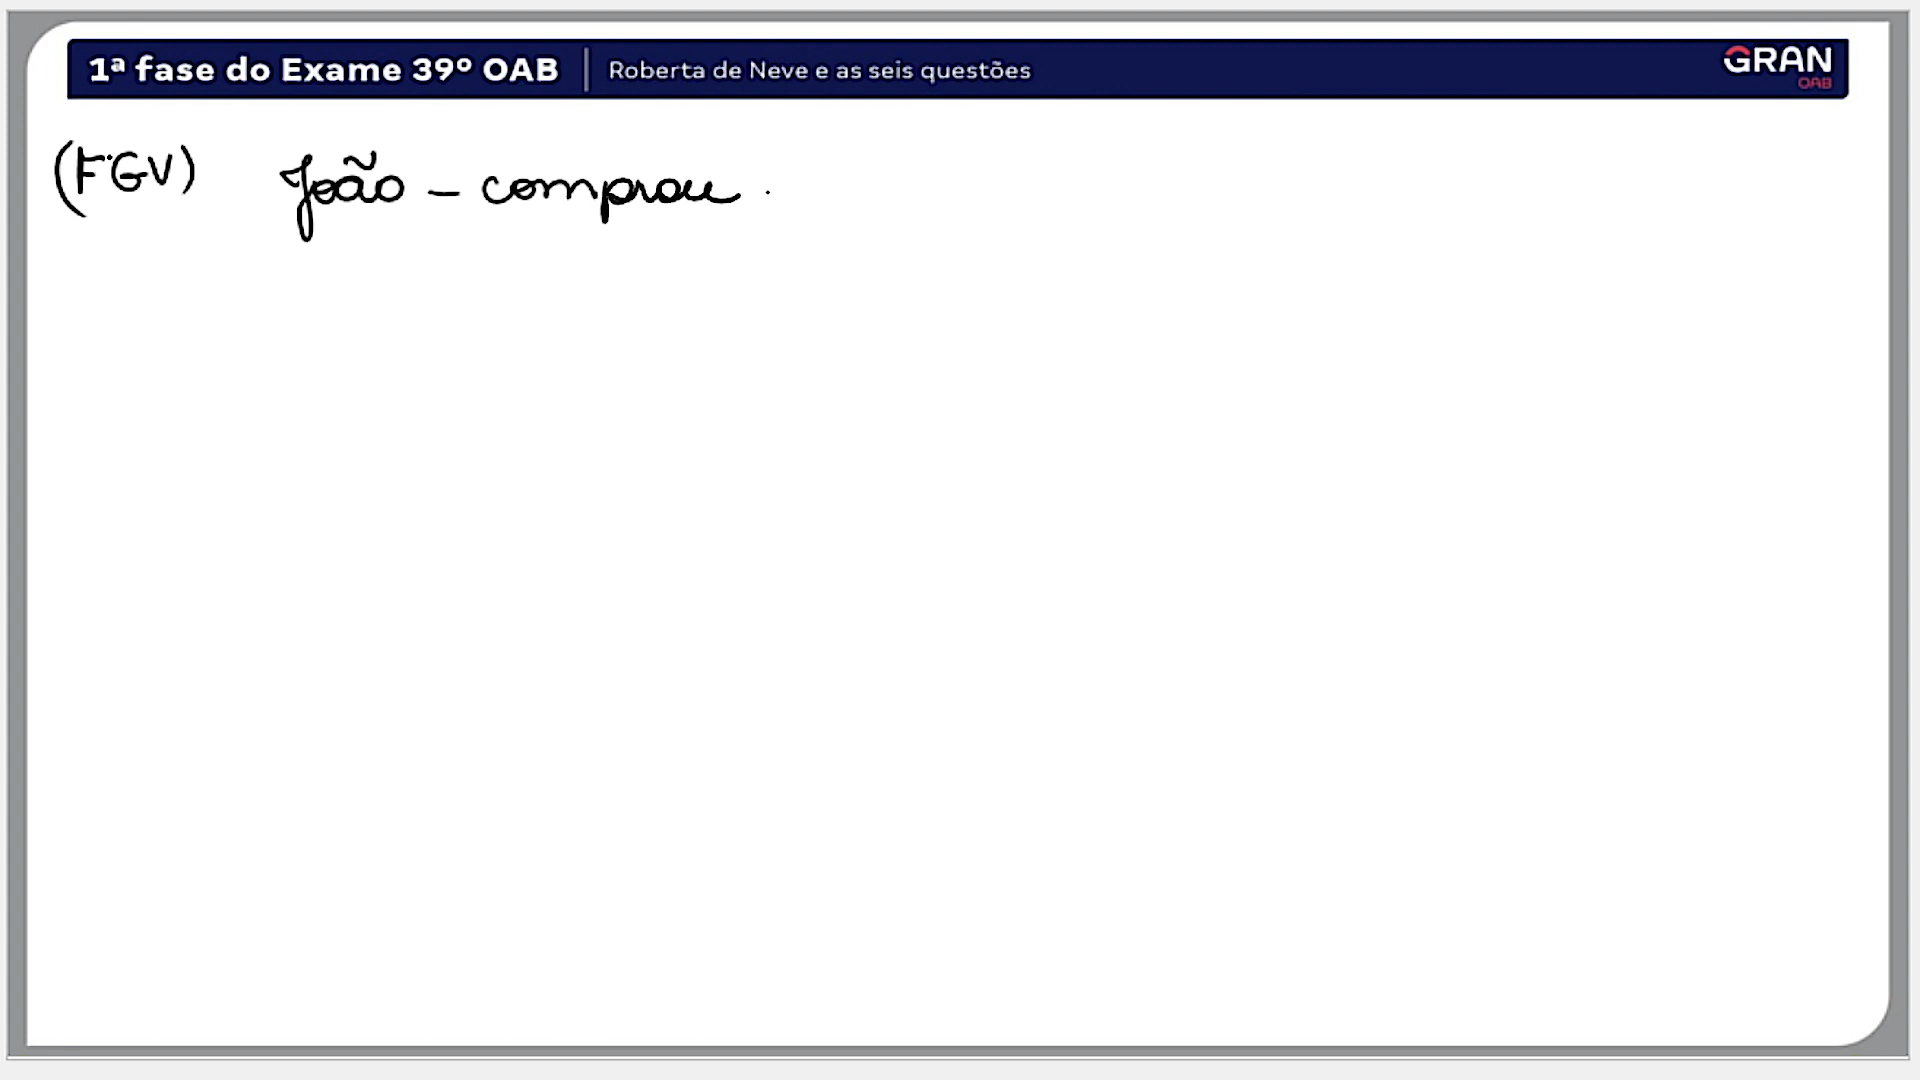 1ª fase do Exame 39º OAB | Roberta de Neve e as seis questões
GRAN
OAB
(FGV) João - comprou